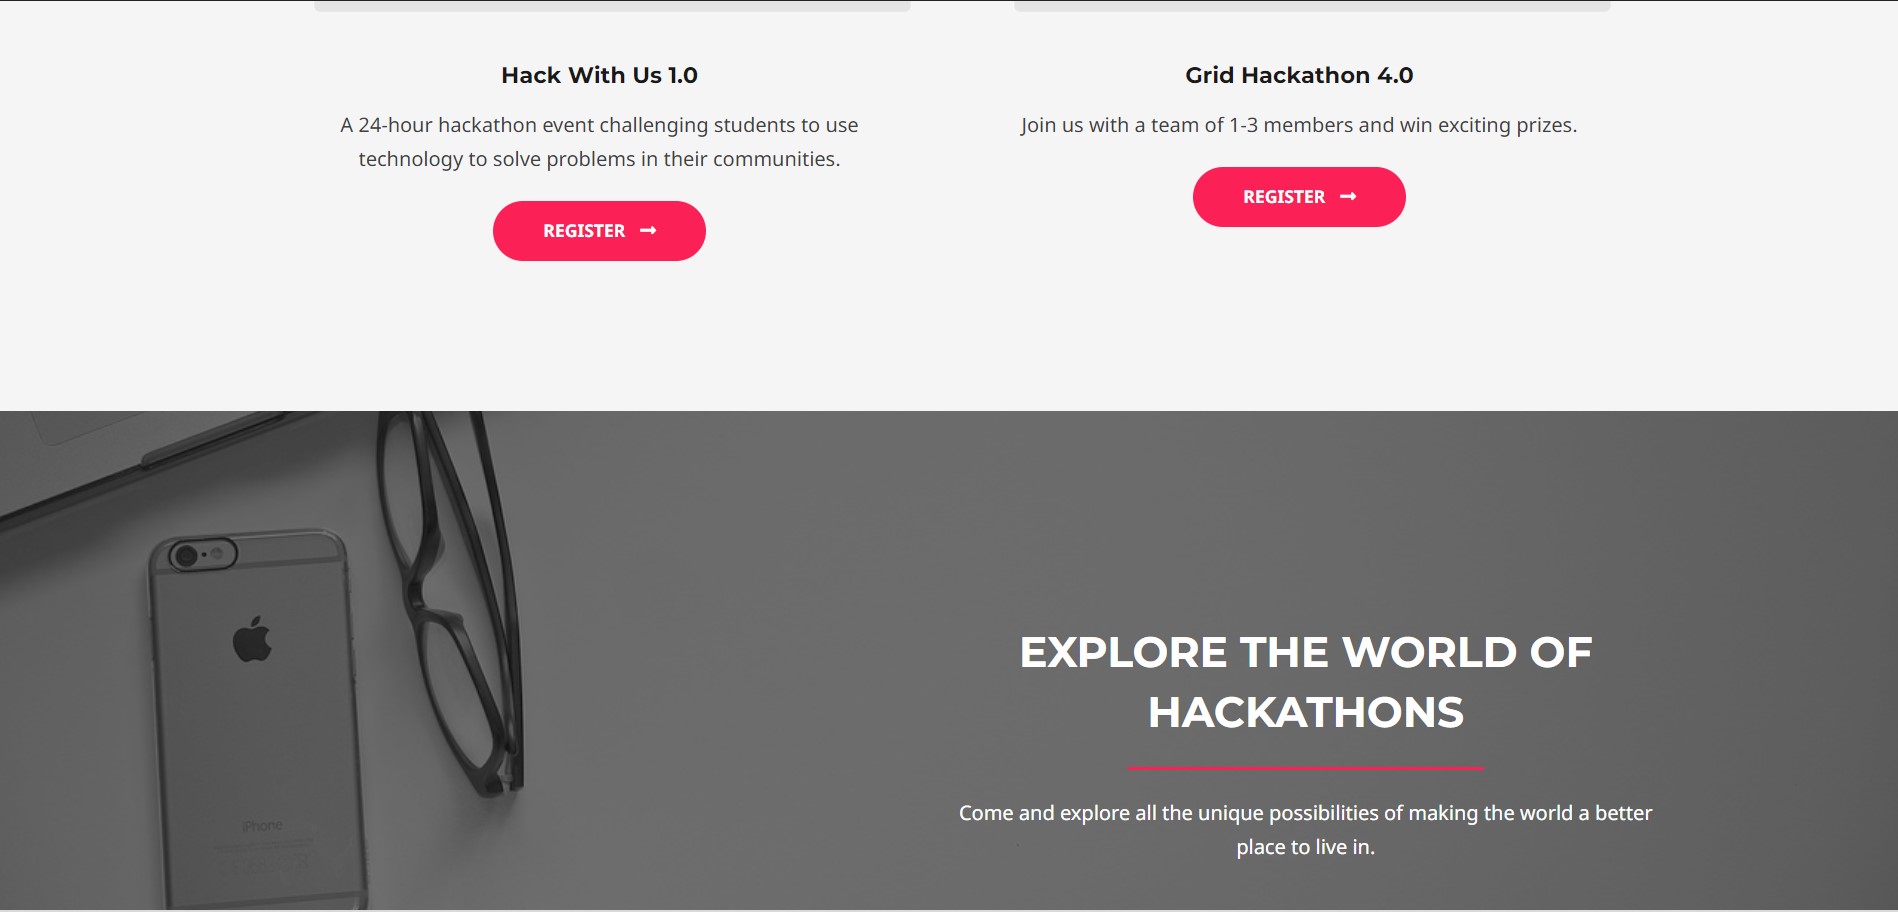 Hack With Us 1.0
A 24-hour hackathon event challenging students to use
technology to solve problems in their communities.
REGISTER
Grid Hackathon 4.0
Join us with a team of 1-3 members and win exciting prizes.
REGISTER
iPhone
EXPLORE THE WORLD OF
HACKATHONS
Come and explore all the unique possibilities of making the world a better
place to live in.